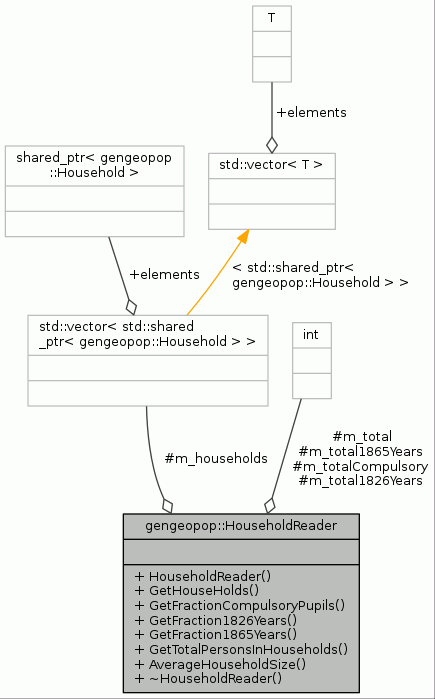 T
+elements
shared_ptr< gengeopop
::Household >
std::vector< T >
+elements
< std::shared_ptr<
gengeopop::Household > >
std::vector< std::shared
_ptr< gengeopop::Household > >
int
#m_households
#m_total
#m_total1865Years
#m_totalCompulsory
#m_total1826Years
gengeopop::HouseholdReader
+ HouseholdReader()
+ GetHouseHolds()
+ GetFractionCompulsoryPupils()
+ GetFraction1826Years()
+ GetFraction1865Years()
+ GetTotalPersonsInHouseholds()
+ AverageHouseholdSize()
+ ~HouseholdReader()